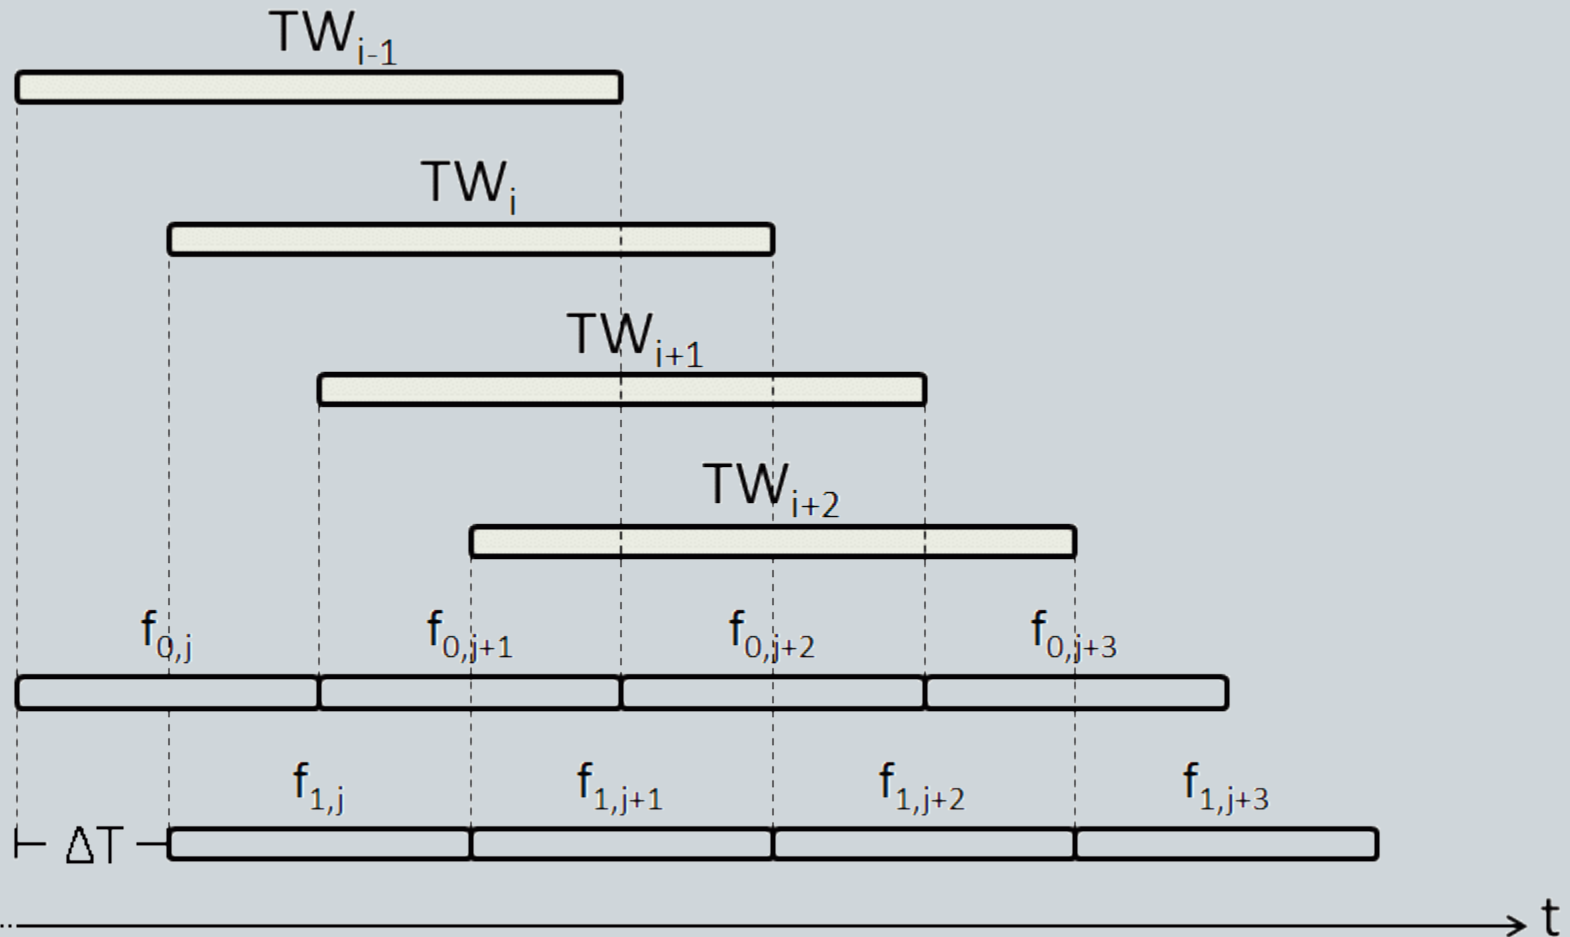 TWi-1
TWi
TWi+1
TWi+2
f0,j f0,j+1 f0,j+2 f0,j+3
f1,j f1,j+1 f1,j+2 f1,j+3
ΔT
t